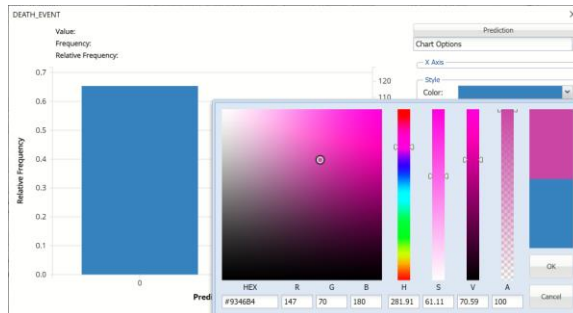 DEATH_EVENT
X
Value:
Frequency:
Relative Frequency:
Prediction
Chart Options
X Axis
Style
Color:
0.7
0.6
0.5
0.4
0.3
0.2
0.1
0.0
Relative Frequency
120
110
0
Predi
HEX R G B H S V A
#9346B4 147 70 180 281.91 61.11 70.59 100
OK
Cancel